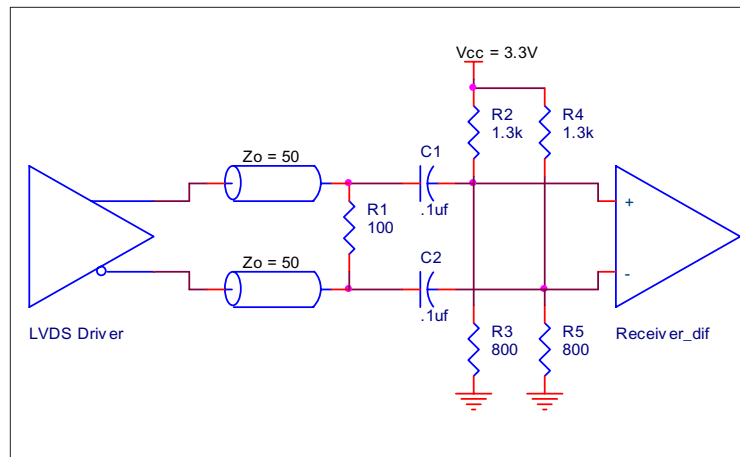 Vcc = 3.3V
R2
1.3k
R4
1.3k
Zo = 50
C1
.1uf
R1
100
+
Zo = 50
C2
.1uf
-
LVDS Driver
R3
800
R5
800
Receiver_dif